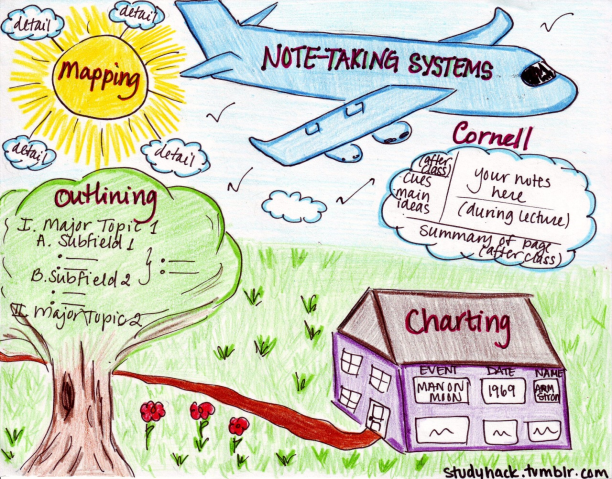 detail
detail
mapping
detail
detail
NOTE-TAKING SYSTEMS
Cornell
(after class)
cues
main
ideas
your notes
here
(during lecture)
Summary of page
(after class)
Outlining
I. Major Topic 1
A. Subfield 1
B. Subfield 2
II. Major Topic 2
Charting
EVENT DATE NAME
MAN ON
MOON
1969
ARM
STRON
studyhack.tumblr.com